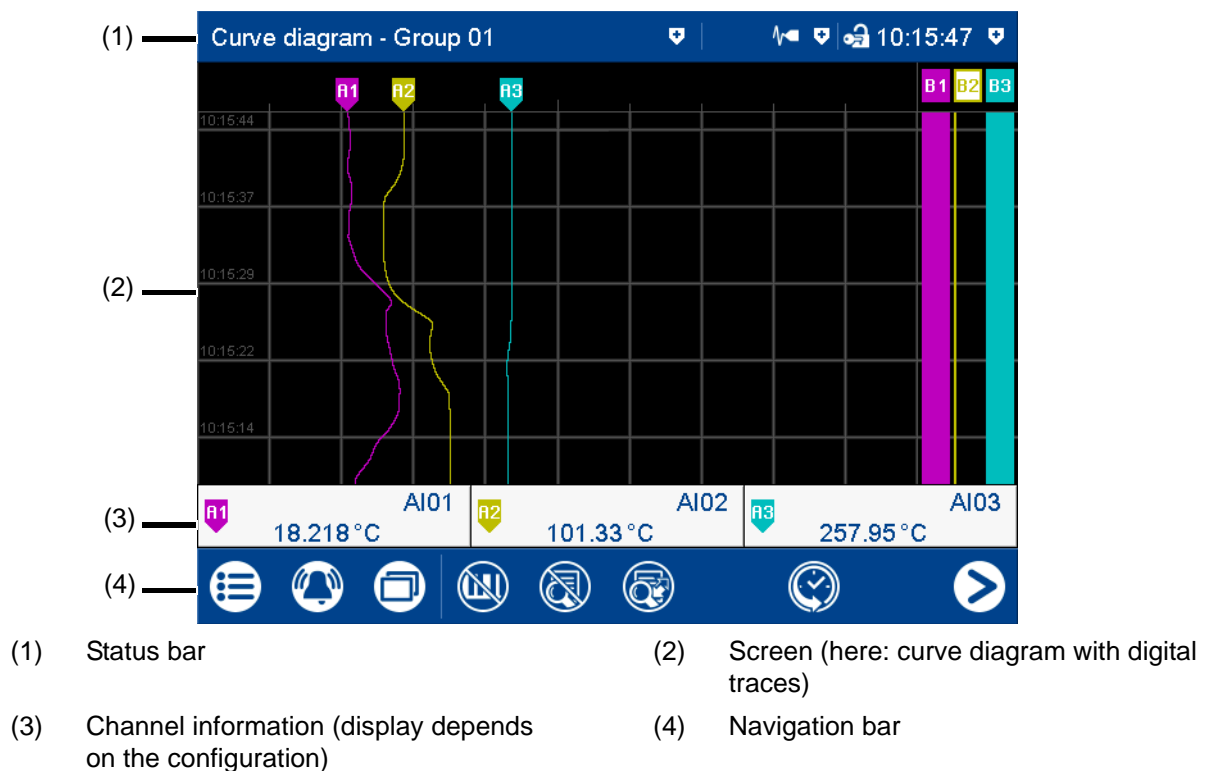 (1)
Curve diagram - Group 01
10:15:47
A1
A2
A3
B1
B2
B3
10:15:44
10:15:37
(2)
10:15:29
10:15:22
10:15:14
(3)
A1
AI01
18.218 °C
A2
AI02
101.33 °C
A3
AI03
257.95 °C
(4)
(1) Status bar
(2) Screen (here: curve diagram with digital
traces)
(3) Channel information (display depends
on the configuration)
(4) Navigation bar